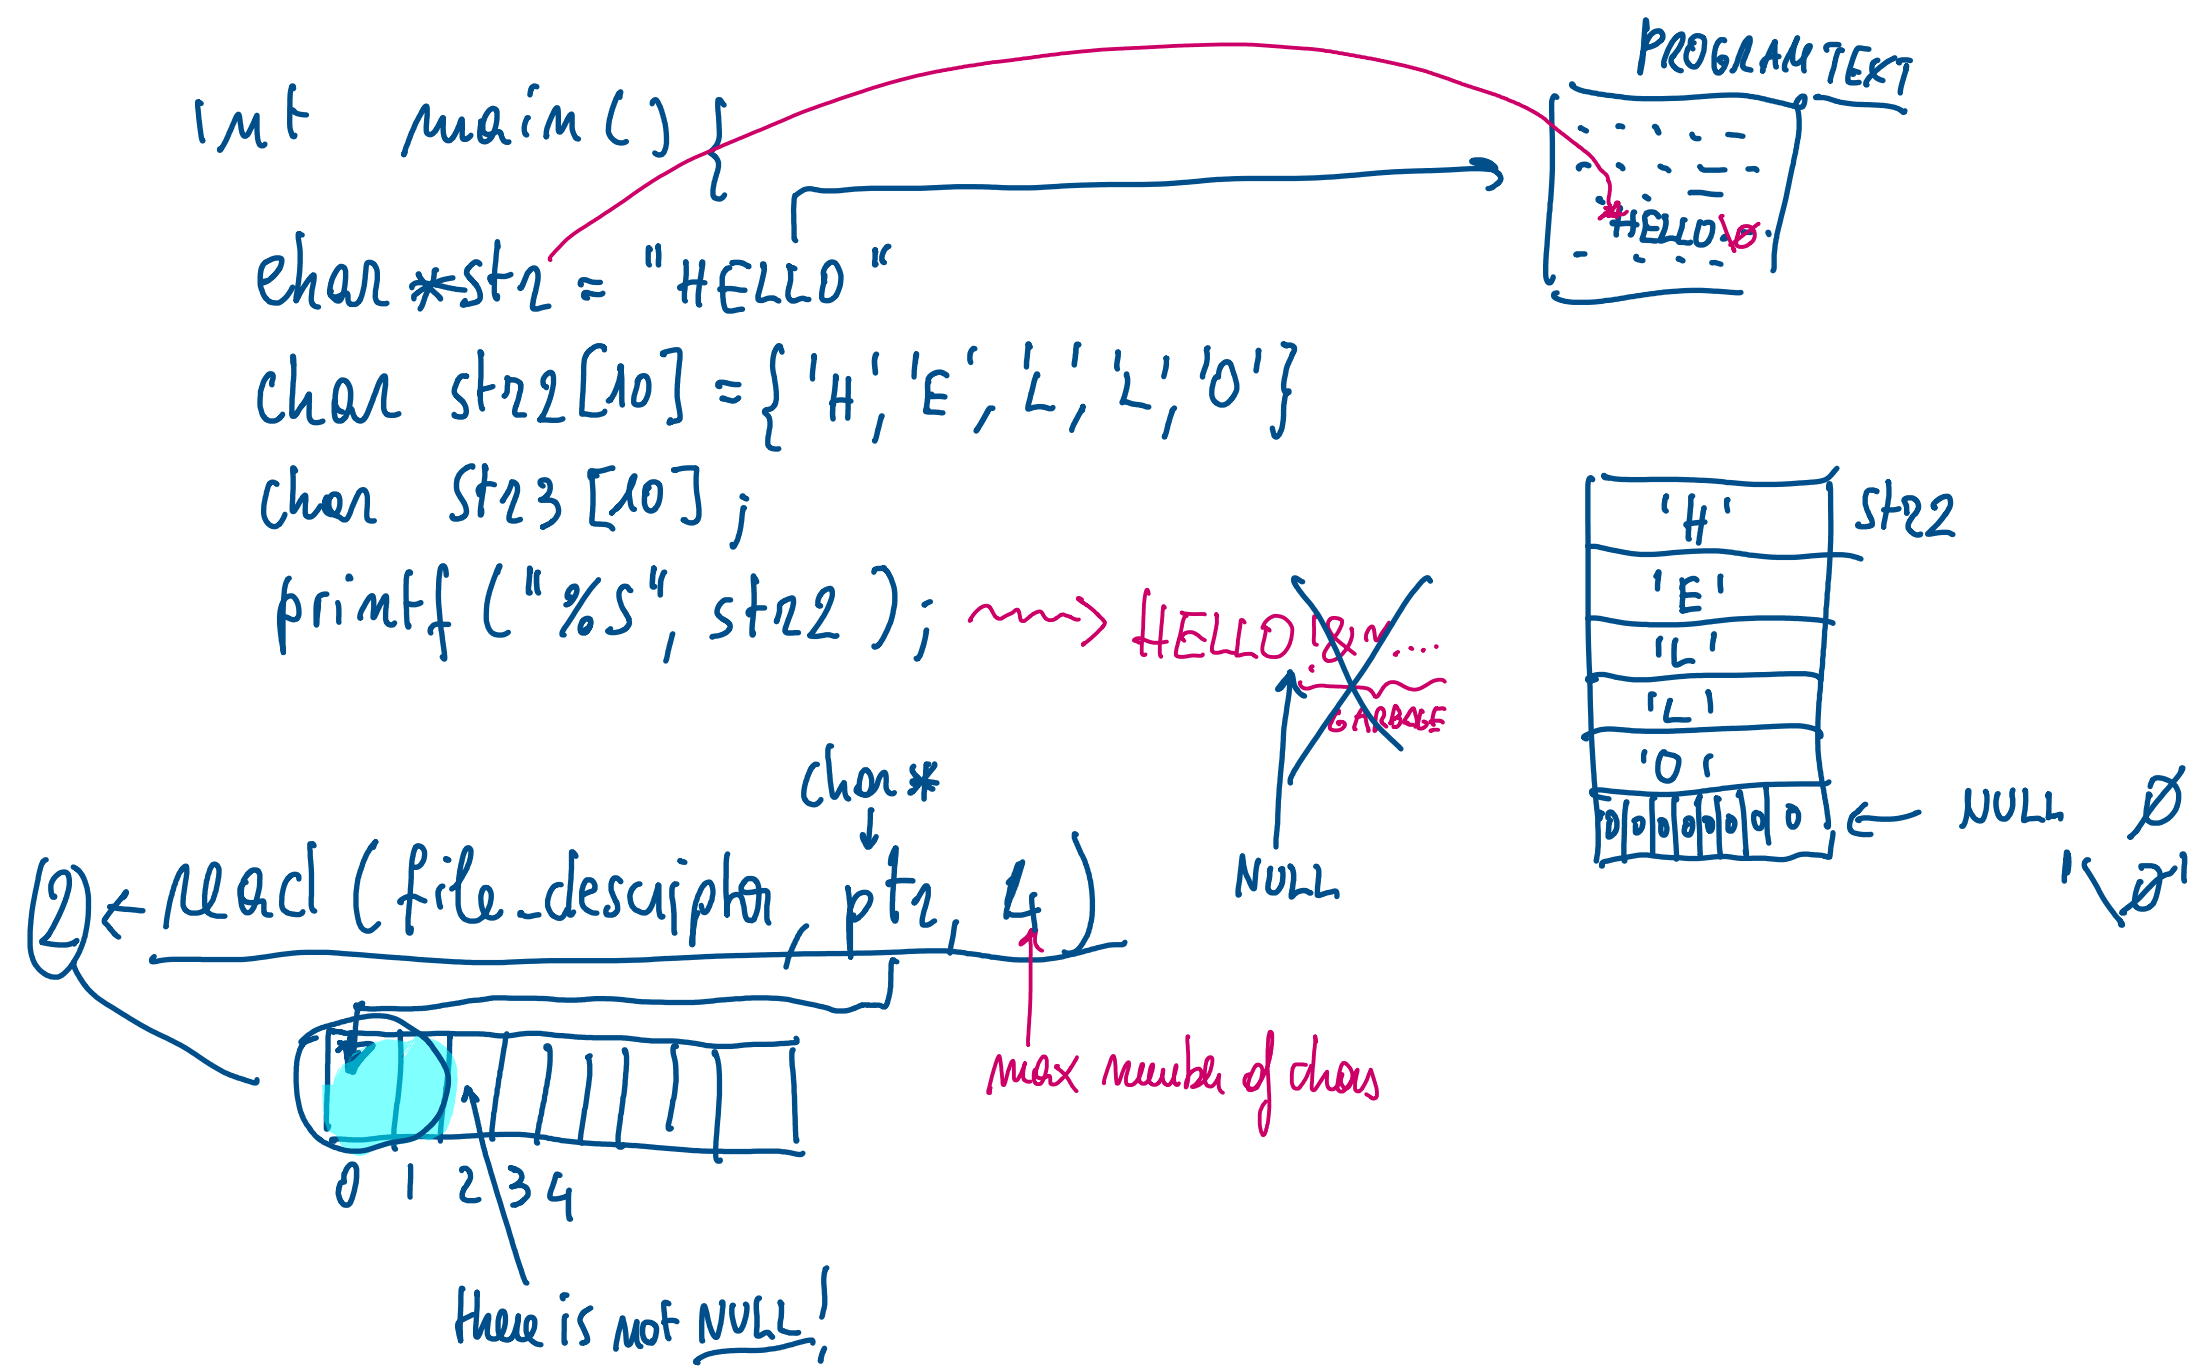 PROGRAM TEXT
int main() {
HELLO\0
char *str = "HELLO"
char str2[10] = {'H','E','L','L','O'}
char str3[10];
'H' str2
'E'
printf("%s", str2); HELLO !&~...
'L'
GARBAGE
'L'
'O'
char*
0 0 0 0 0 0 0 0 NULL 0
NULL
'\0'
2 ← read(file_descriptor, ptr, 4)
max number of chars
0 1 2 3 4
there is not NULL!